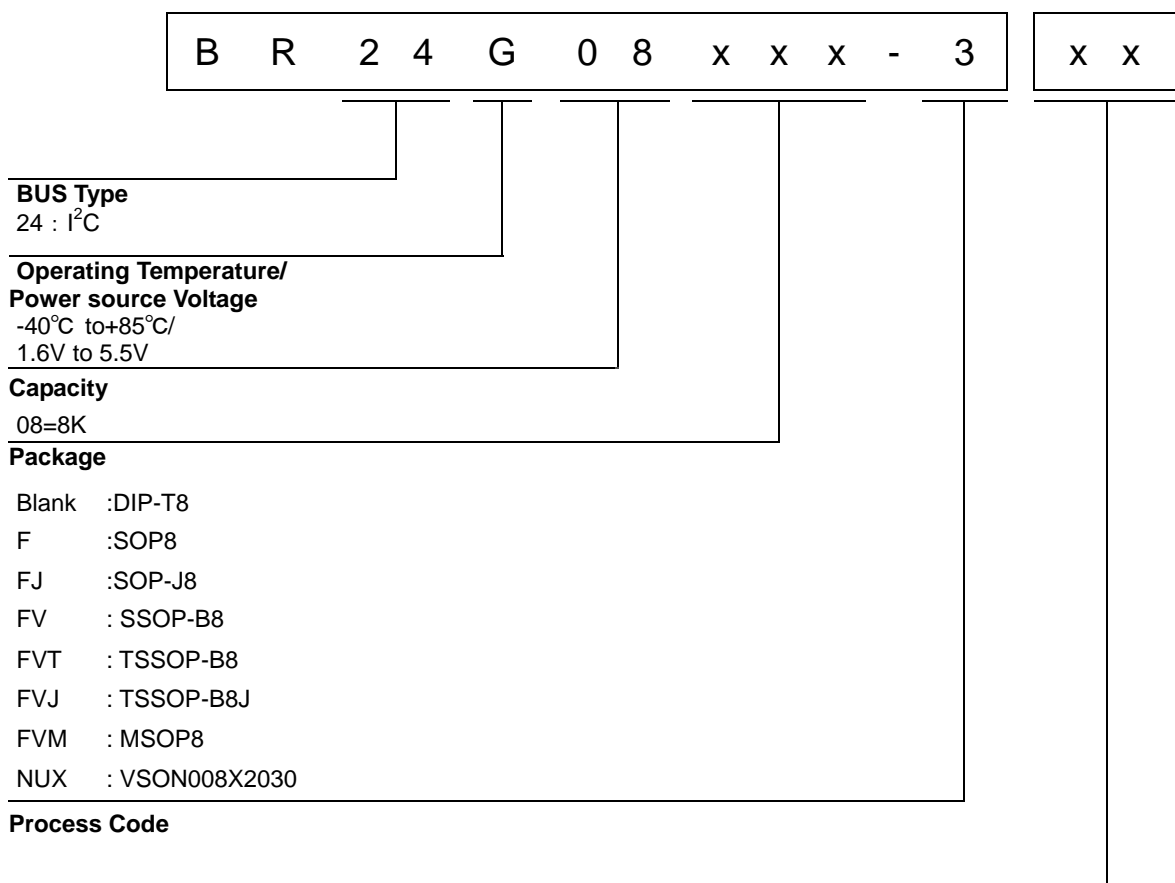 B R 2 4 G 0 8 x x x - 3 x x
BUS Type
24 : I²C
Operating Temperature/
Power source Voltage
-40℃ to+85℃/
1.6V to 5.5V
Capacity
08=8K
Package
Blank :DIP-T8
F :SOP8
FJ :SOP-J8
FV : SSOP-B8
FVT : TSSOP-B8
FVJ : TSSOP-B8J
FVM : MSOP8
NUX : VSON008X2030
Process Code